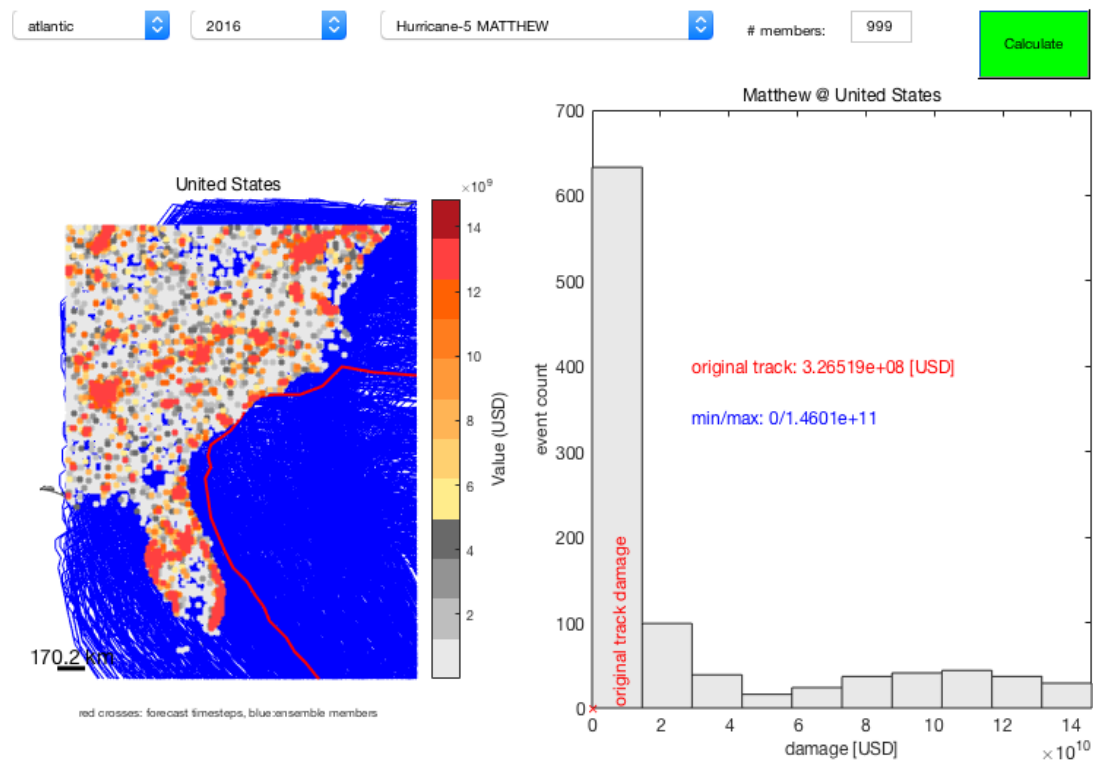 atlantic
2016
Hurricane-5 MATTHEW
# members:
999
Calculate
United States
×10⁹
14
12
10
8
6
4
2
Value (USD)
170.2 km
red crosses: forecast timesteps, blue:ensemble members
Matthew @ United States
700
600
500
400
300
200
100
0
event count
original track: 3.26519e+08 [USD]
min/max: 0/1.4601e+11
original track damage
0
2
4
6
8
10
12
14
damage [USD]
×10¹⁰